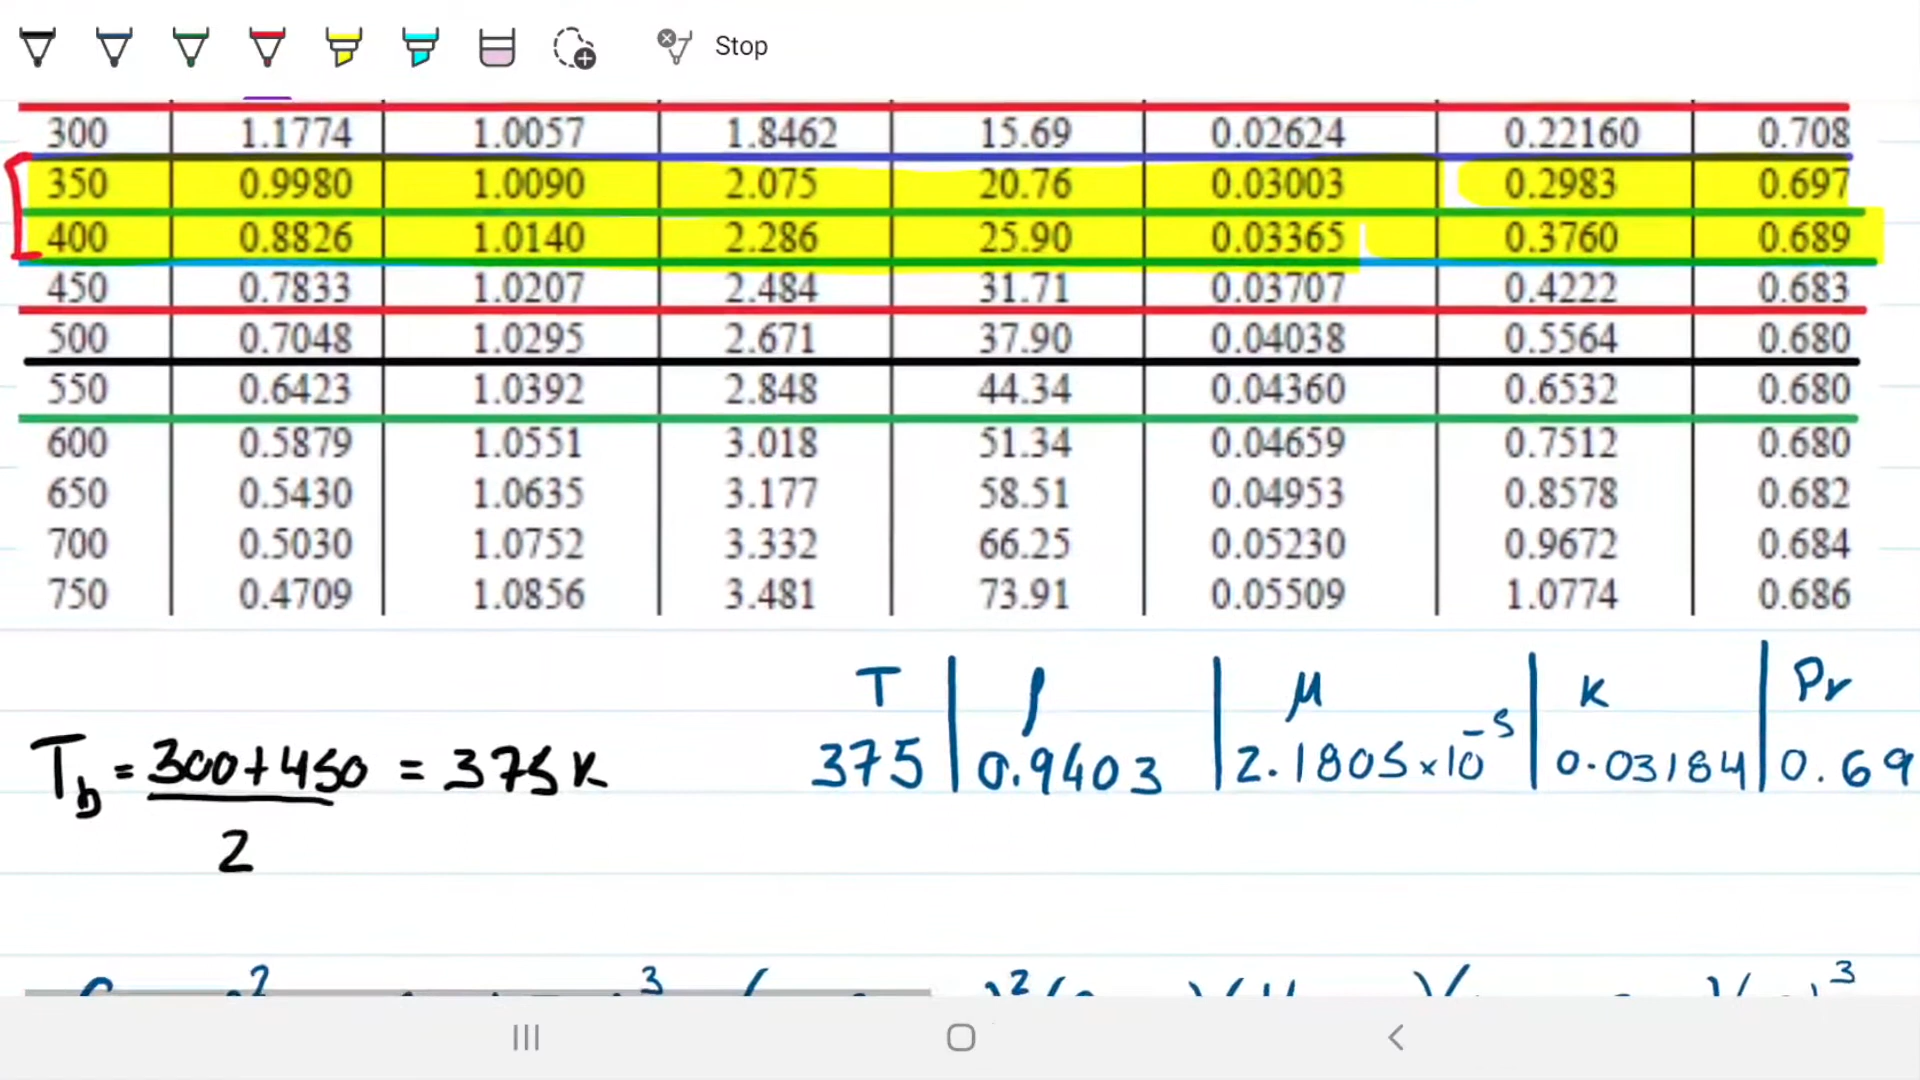 Stop
300 1.1774 1.0057 1.8462 15.69 0.02624 0.22160 0.708
350 0.9980 1.0090 2.075 20.76 0.03003 0.2983 0.697
400 0.8826 1.0140 2.286 25.90 0.03365 0.3760 0.689
450 0.7833 1.0207 2.484 31.71 0.03707 0.4222 0.683
500 0.7048 1.0295 2.671 37.90 0.04038 0.5564 0.680
550 0.6423 1.0392 2.848 44.34 0.04360 0.6532 0.680
600 0.5879 1.0551 3.018 51.34 0.04659 0.7512 0.680
650 0.5430 1.0635 3.177 58.51 0.04953 0.8578 0.682
700 0.5030 1.0752 3.332 66.25 0.05230 0.9672 0.684
750 0.4709 1.0856 3.481 73.91 0.05509 1.0774 0.686
T ρ μ K Pr
375 0.9403 2.1805×10⁻⁵ 0.03184 0.69
T_b = 300+450 = 375 K
2